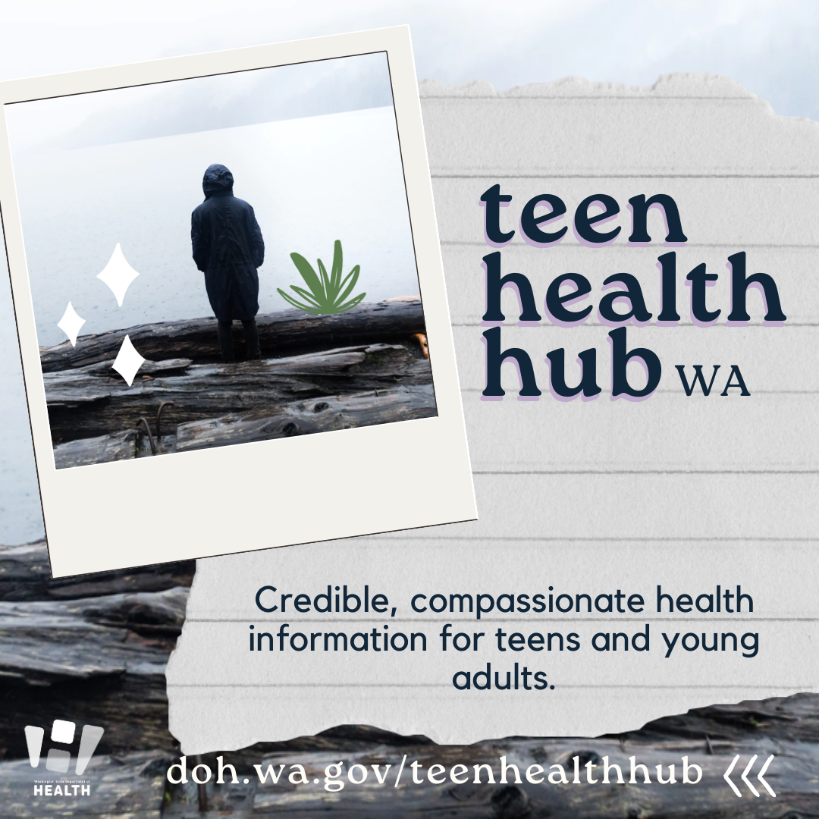 teen
health
hub WA
Credible, compassionate health
information for teens and young
adults.
doh.wa.gov/teenhealthhub
HEALTH